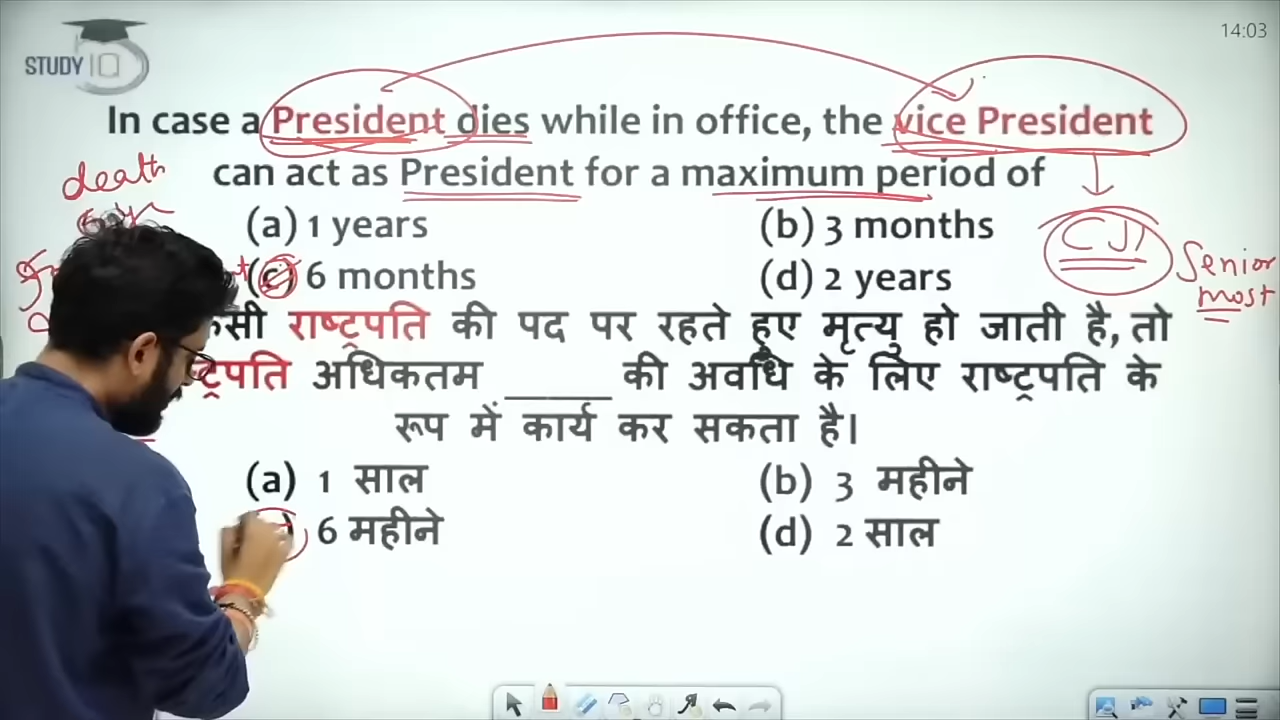 14:03
STUDY IQ
In case a President dies while in office, the vice President
can act as President for a maximum period of
death
(a) 1 years (b) 3 months
CJI
(c) 6 months (d) 2 years
Senior
most
राष्ट्रपति की पद पर रहते हुए मृत्यु हो जाती है, तो
अधिकतम ______ की अवधि के लिए राष्ट्रपति के
रूप में कार्य कर सकता है।
(a) 1 साल (b) 3 महीने
6 महीने (d) 2 साल